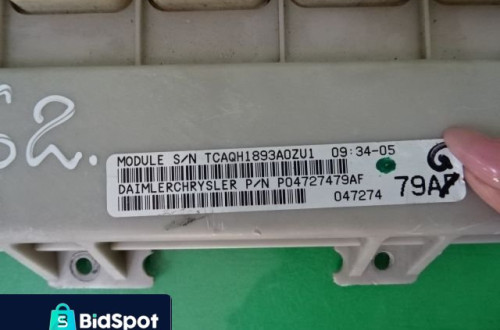 62.
MODULE S/N TCAQH1893A0ZU1 09:34-05
DAIMLERCHRYSLER P/N P04727479AF
047274 79AF
G
S BidSpot